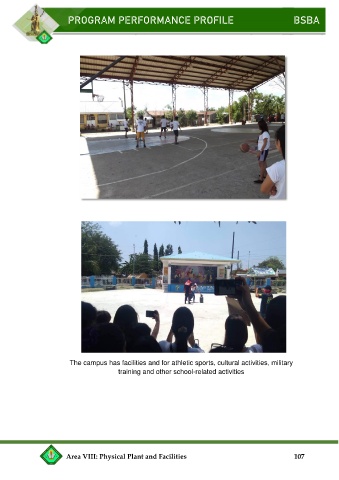 PROGRAM PERFORMANCE PROFILE BSBA
The campus has facilities and for athletic sports, cultural activities, military
training and other school-related activities
Area VIII: Physical Plant and Facilities 107